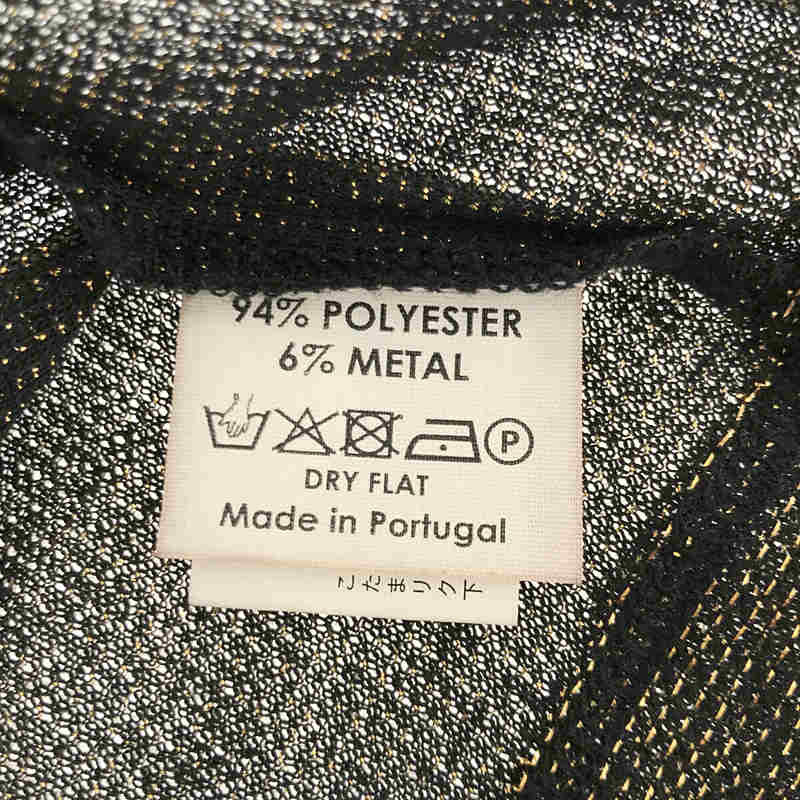 94% POLYESTER
6% METAL
P
DRY FLAT
Made in Portugal